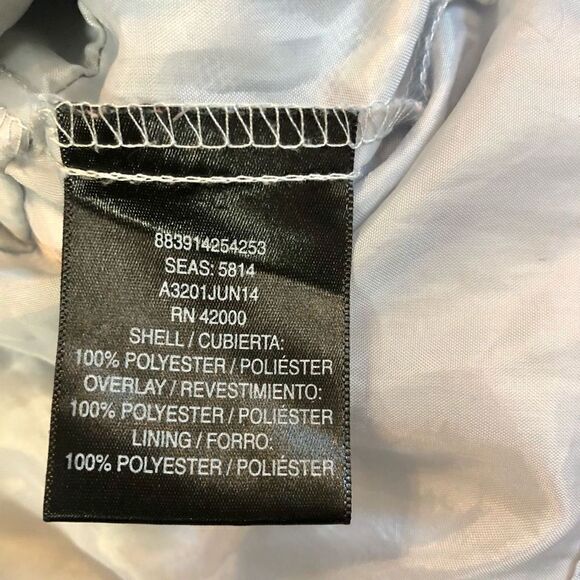 883914254253
SEAS: 5814
A3201JUN14
RN 42000
SHELL / CUBIERTA:
100% POLYESTER / POLIÉSTER
OVERLAY / REVESTIMIENTO:
100% POLYESTER / POLIÉSTER
LINING / FORRO:
100% POLYESTER / POLIÉSTER